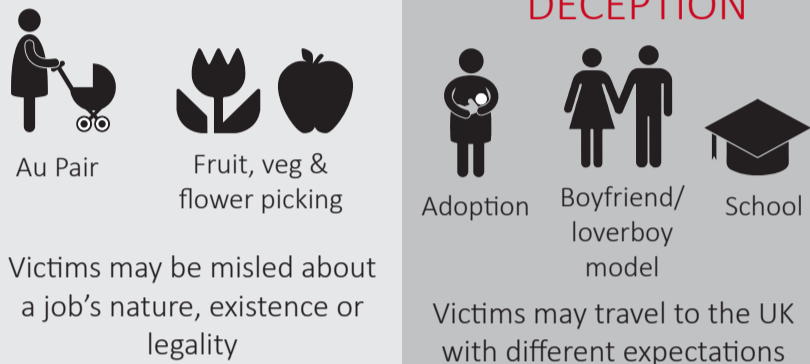 Au Pair
Fruit, veg &
flower picking
Victims may be misled about
a job's nature, existence or
legality
DECEPTION
Adoption
Boyfriend/
loverboy
model
School
Victims may travel to the UK
with different expectations